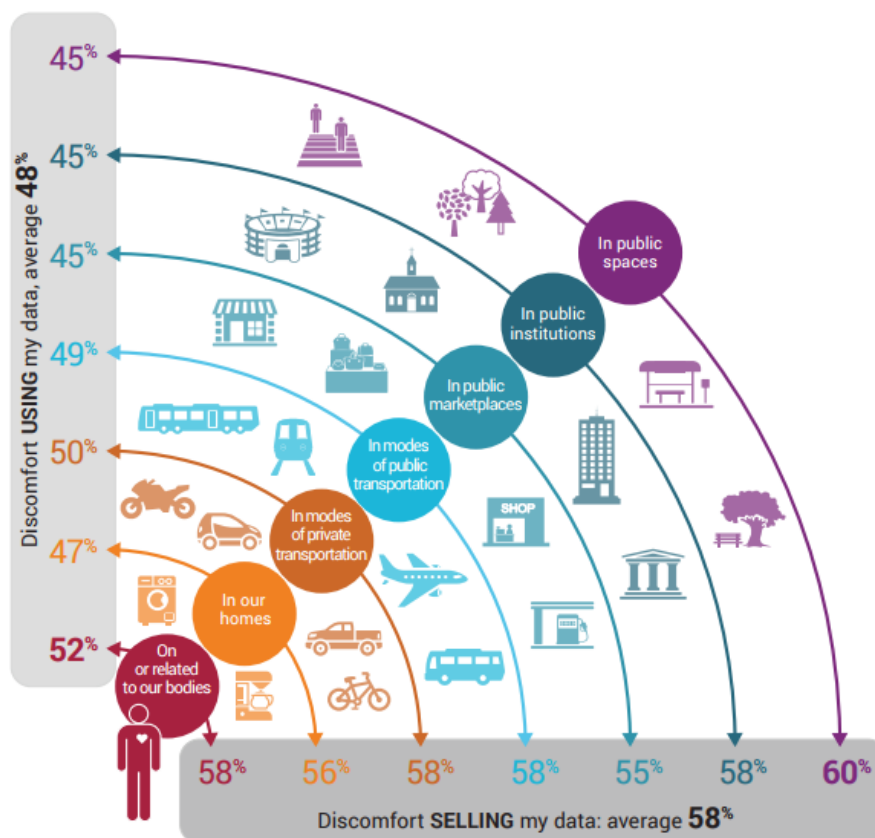 45%
45%
45%
49%
50%
47%
52%
Discomfort USING my data, average 48%
In public
spaces
In public
institutions
In public
marketplaces
In modes
of public
transportation
In modes
of private
transportation
In our
homes
On
or related
to our bodies
SHOP
58%
56%
58%
58%
55%
58%
60%
Discomfort SELLING my data: average 58%